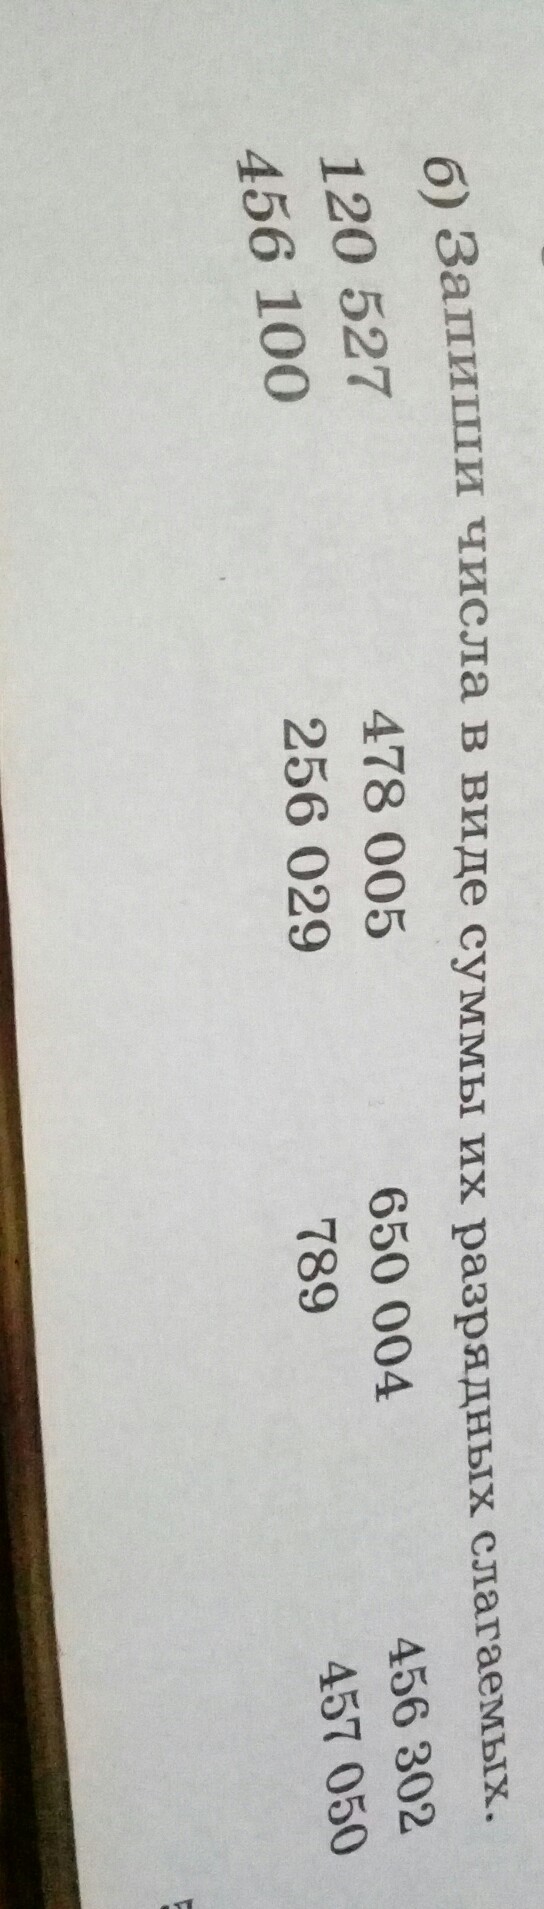 б) Запиши числа в виде суммы их разрядных слагаемых.
120 527 478 005 650 004 456 302
456 100 256 029 789 457 050